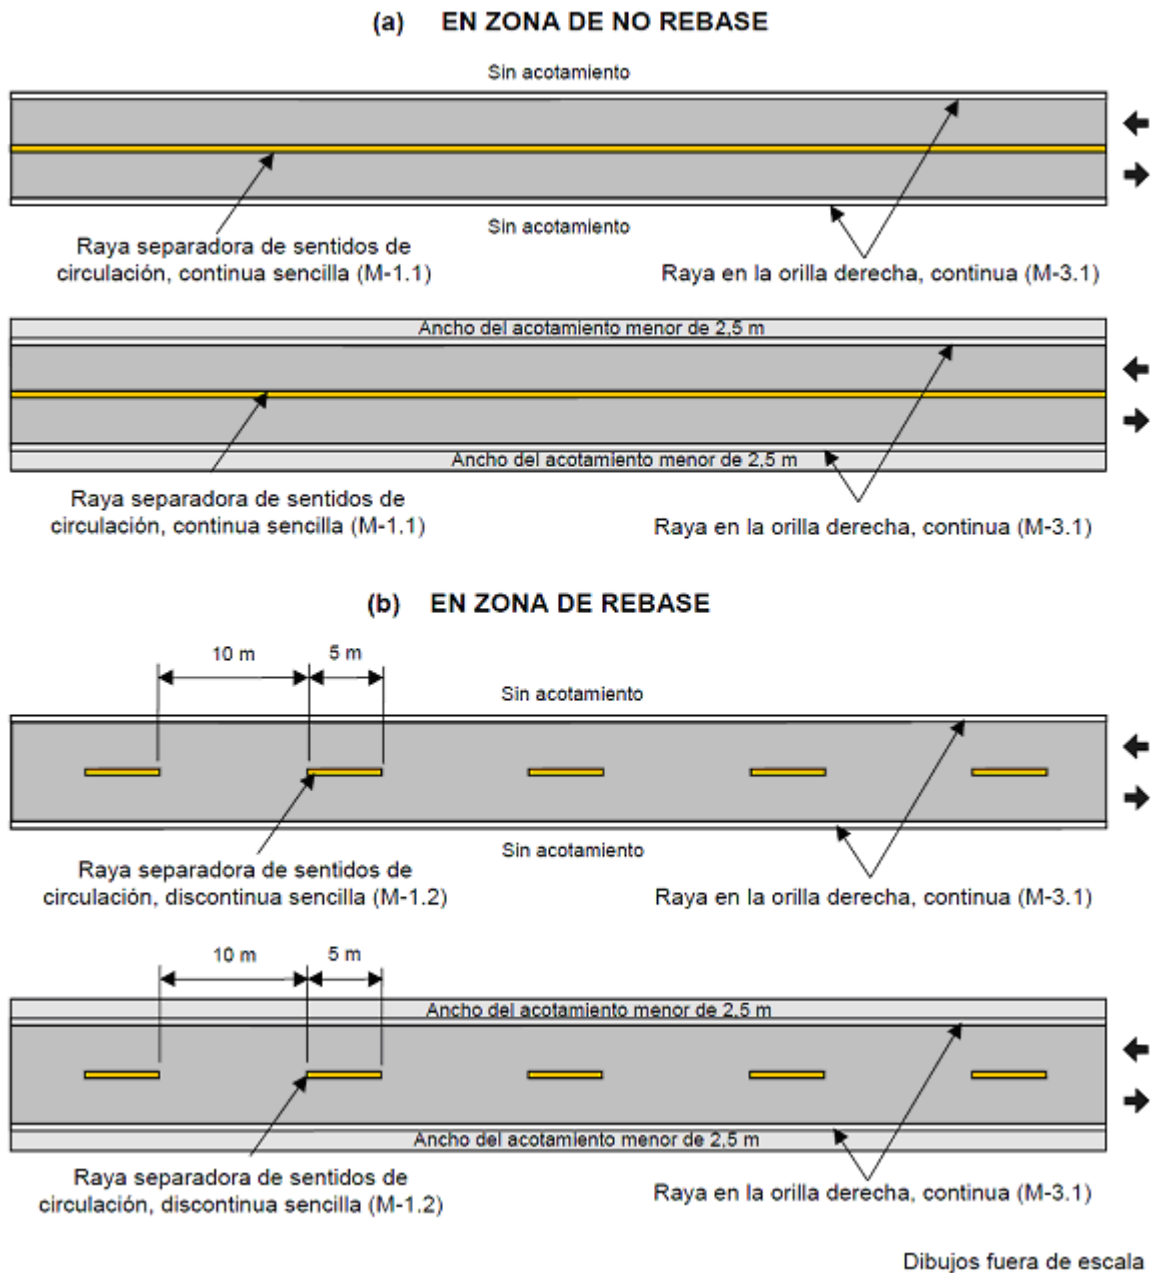 (a) EN ZONA DE NO REBASE
Sin acotamiento
Sin acotamiento
Raya separadora de sentidos de
circulación, continua sencilla (M-1.1)
Raya en la orilla derecha, continua (M-3.1)
Ancho del acotamiento menor de 2,5 m
Ancho del acotamiento menor de 2,5 m
Raya separadora de sentidos de
circulación, continua sencilla (M-1.1)
Raya en la orilla derecha, continua (M-3.1)
(b) EN ZONA DE REBASE
10 m
5 m
Sin acotamiento
Sin acotamiento
Raya separadora de sentidos de
circulación, discontinua sencilla (M-1.2)
Raya en la orilla derecha, continua (M-3.1)
10 m
5 m
Ancho del acotamiento menor de 2,5 m
Ancho del acotamiento menor de 2,5 m
Raya separadora de sentidos de
circulación, discontinua sencilla (M-1.2)
Raya en la orilla derecha, continua (M-3.1)
Dibujos fuera de escala